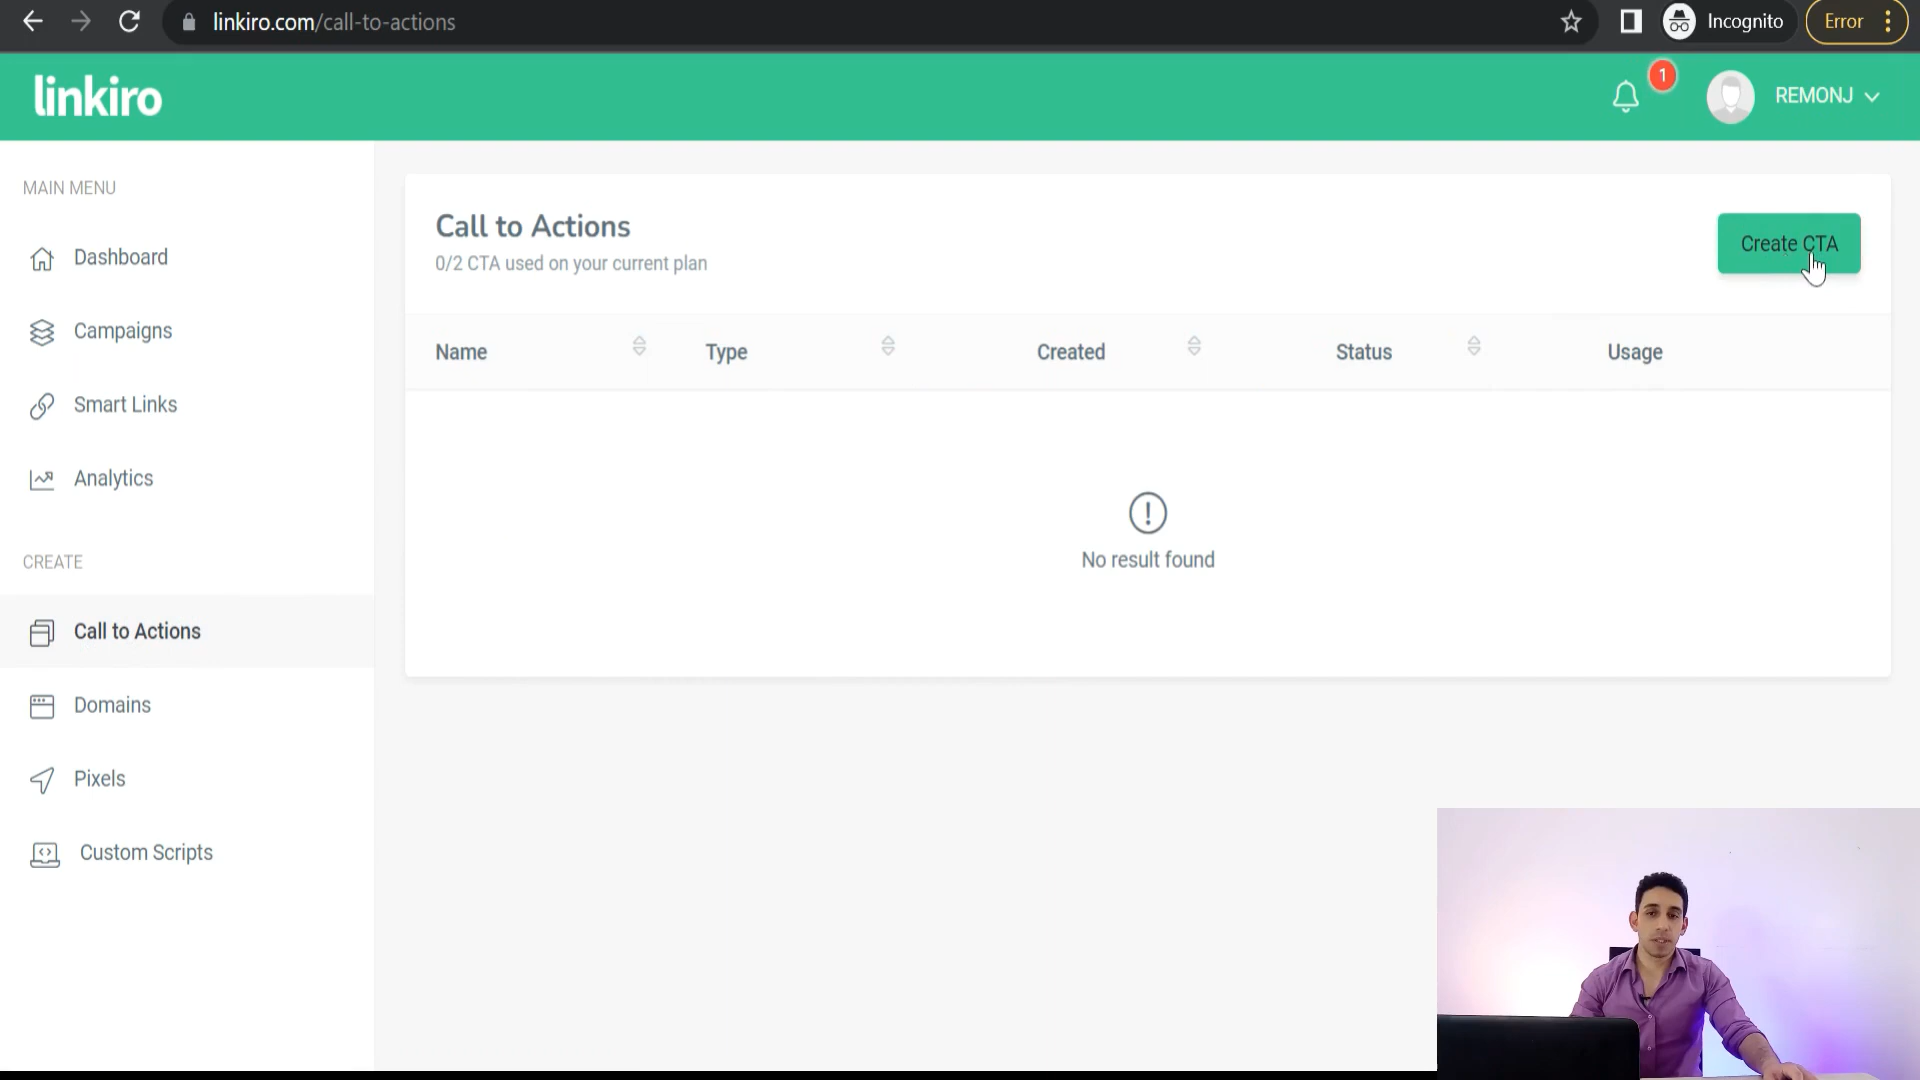 linkiro.com/call-to-actions
Incognito
Error
linkiro
1
REMONJ
MAIN MENU
Dashboard
Campaigns
Smart Links
Analytics
CREATE
Call to Actions
Domains
Pixels
Custom Scripts
Call to Actions
0/2 CTA used on your current plan
Create CTA
Name Type Created Status Usage
No result found